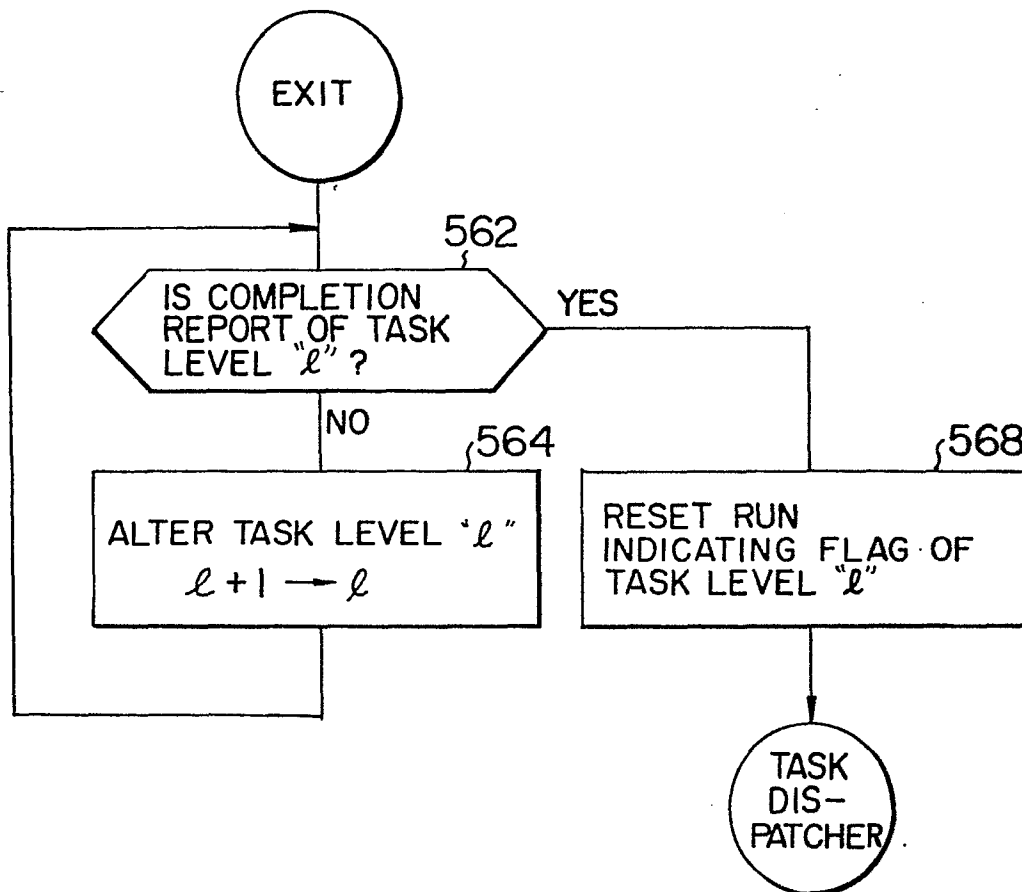 EXIT
562
IS COMPLETION
REPORT OF TASK
LEVEL "ℓ" ?
YES
NO
564
ALTER TASK LEVEL "ℓ"
ℓ + 1 → ℓ
568
RESET RUN
INDICATING FLAG OF
TASK LEVEL "ℓ"
TASK
DIS-
PATCHER